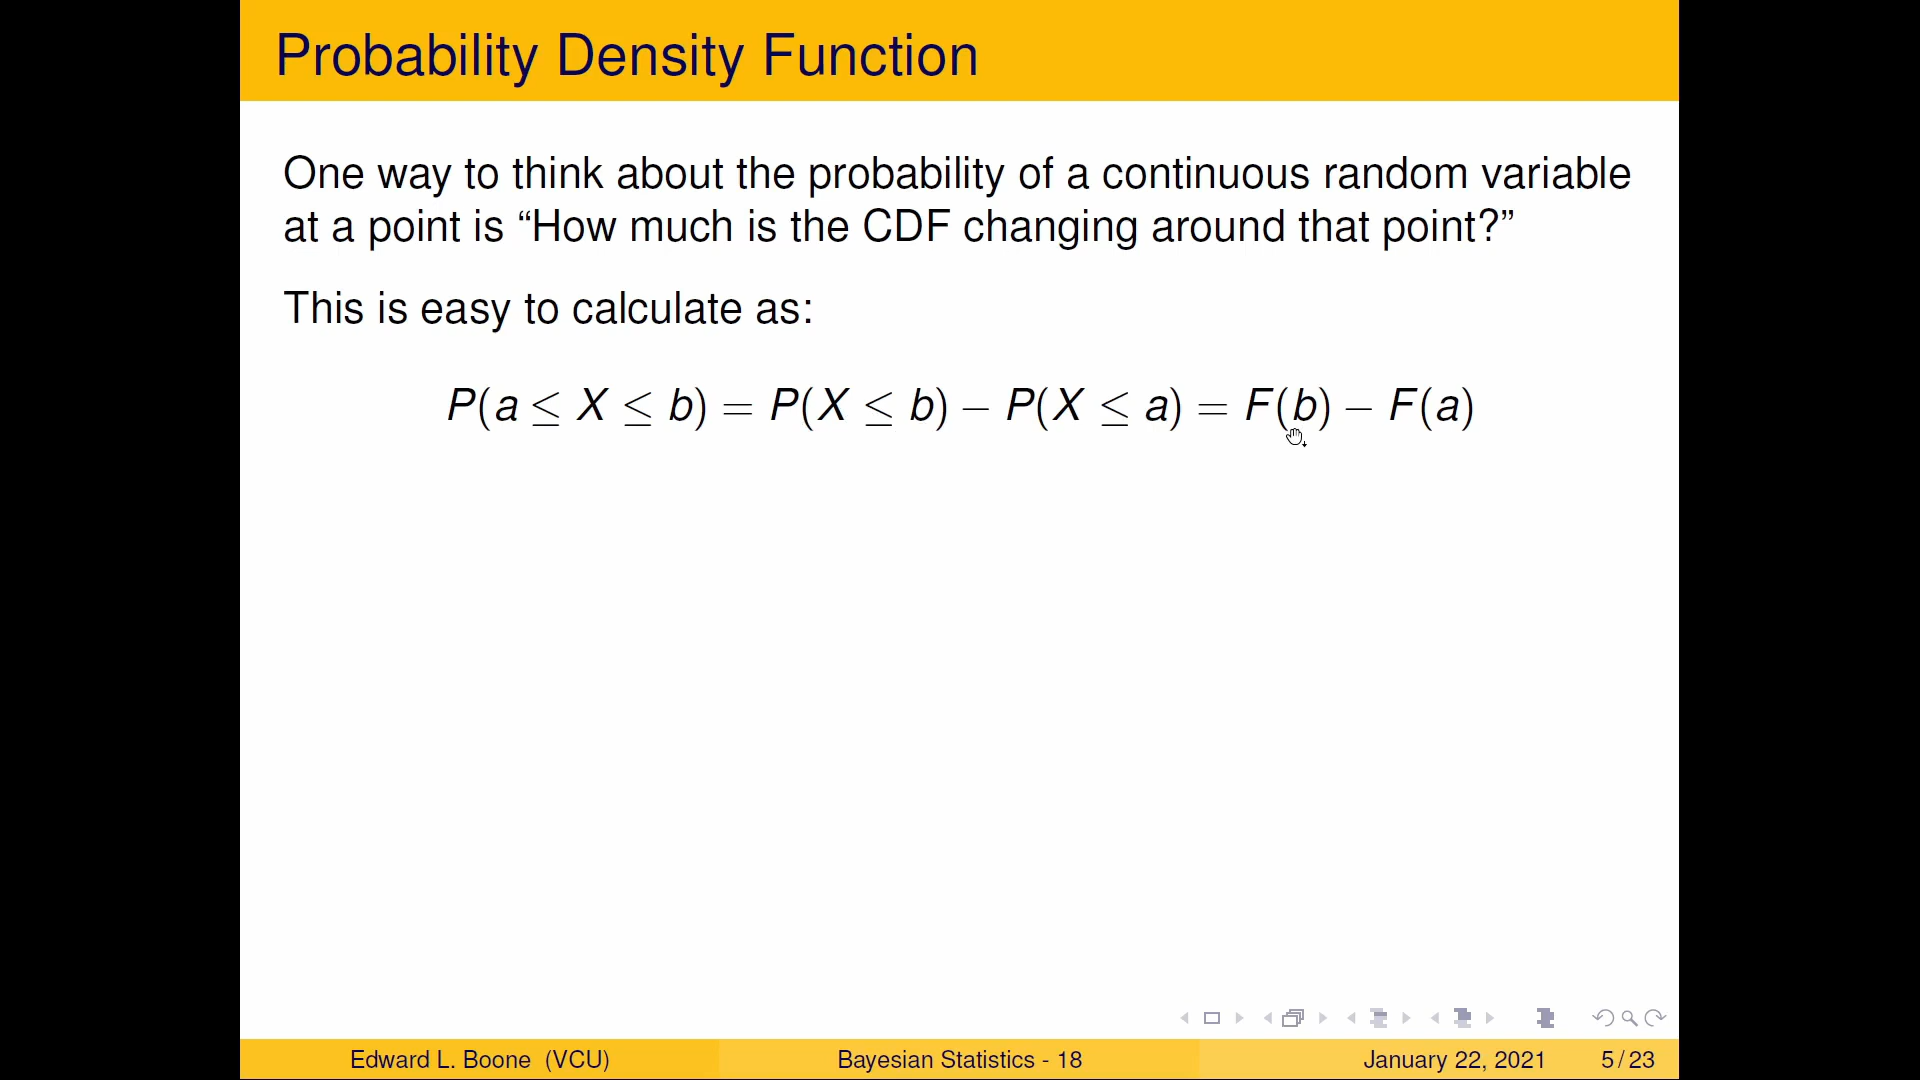 Probability Density Function
One way to think about the probability of a continuous random variable
at a point is “How much is the CDF changing around that point?”
This is easy to calculate as:
P(a ≤ X ≤ b) = P(X ≤ b) − P(X ≤ a) = F(b) − F(a)
Edward L. Boone (VCU) Bayesian Statistics - 18 January 22, 2021 5 / 23